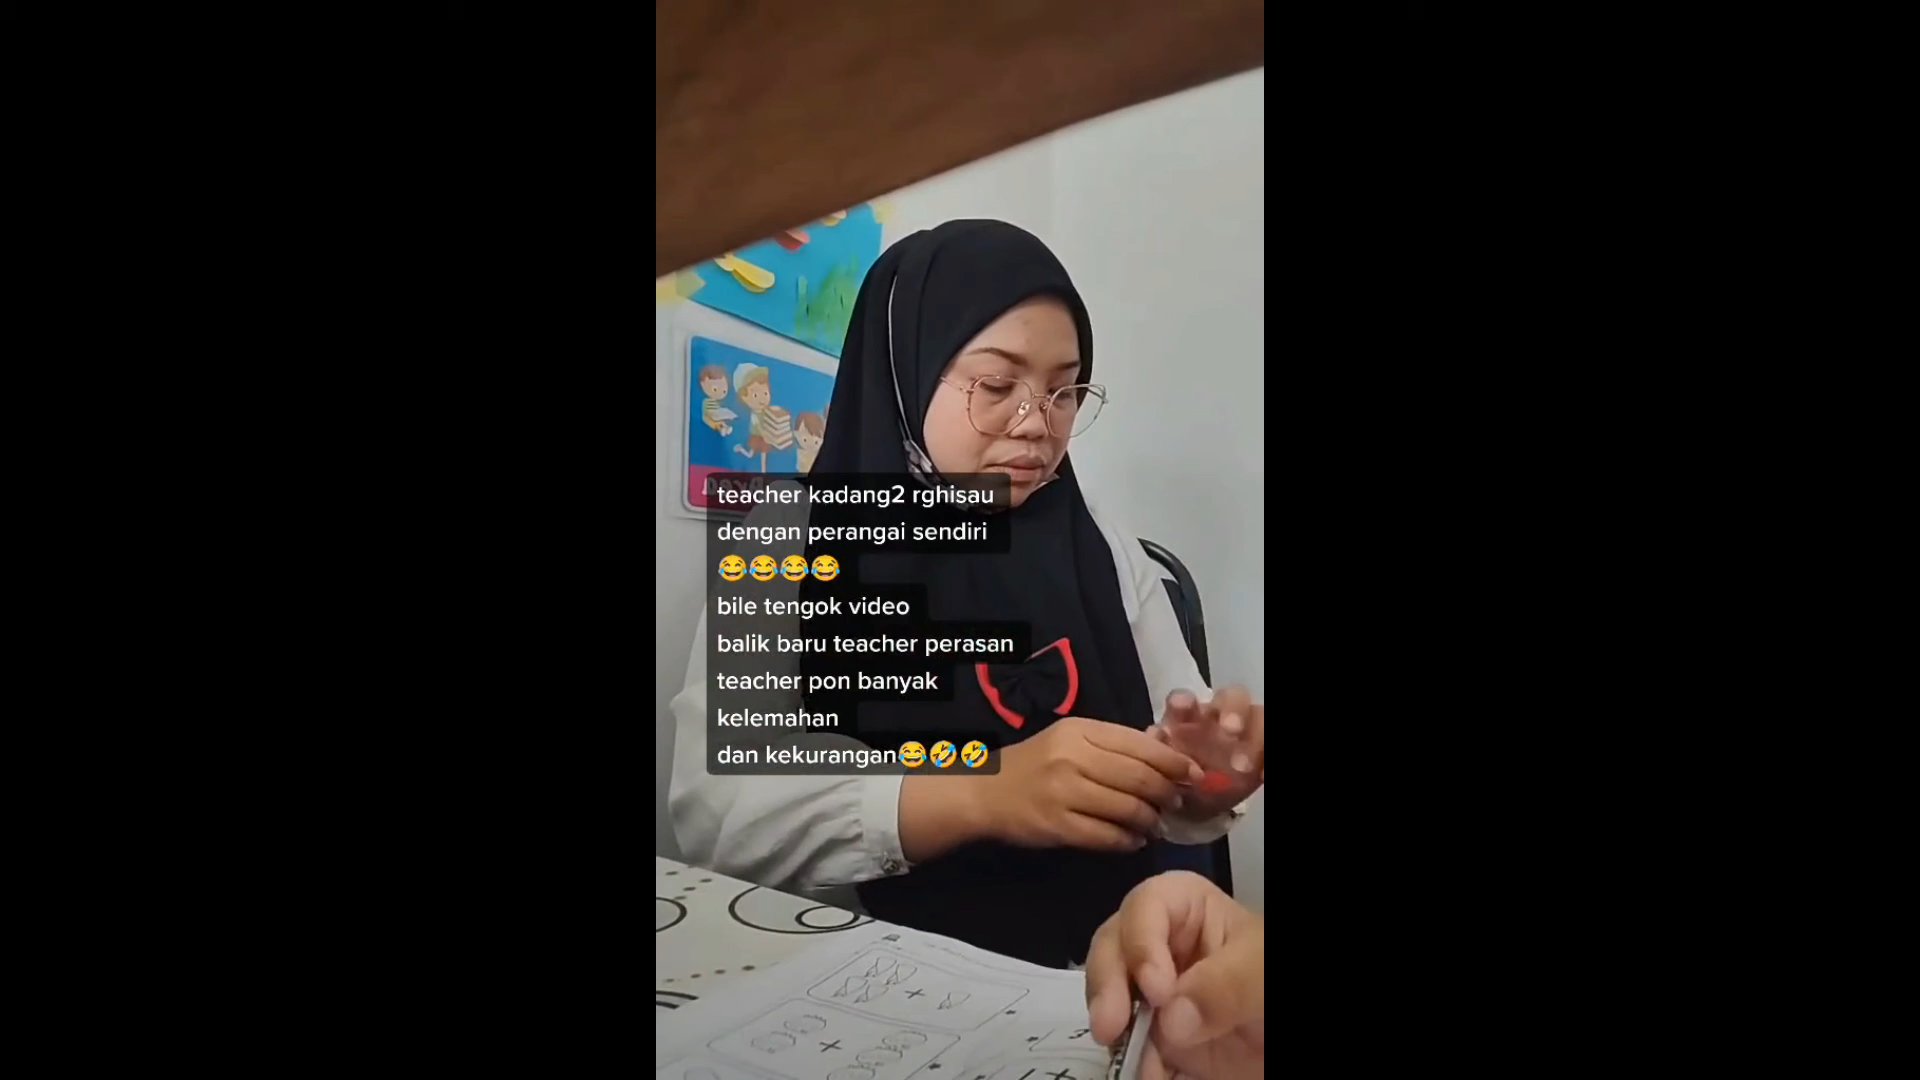 teacher kadang2 rghisau
dengan perangai sendiri
😂😂😂😂
bile tengok video
balik baru teacher perasan
teacher pon banyak
kelemahan
dan kekurangan😂🤣🤣
+
+
3